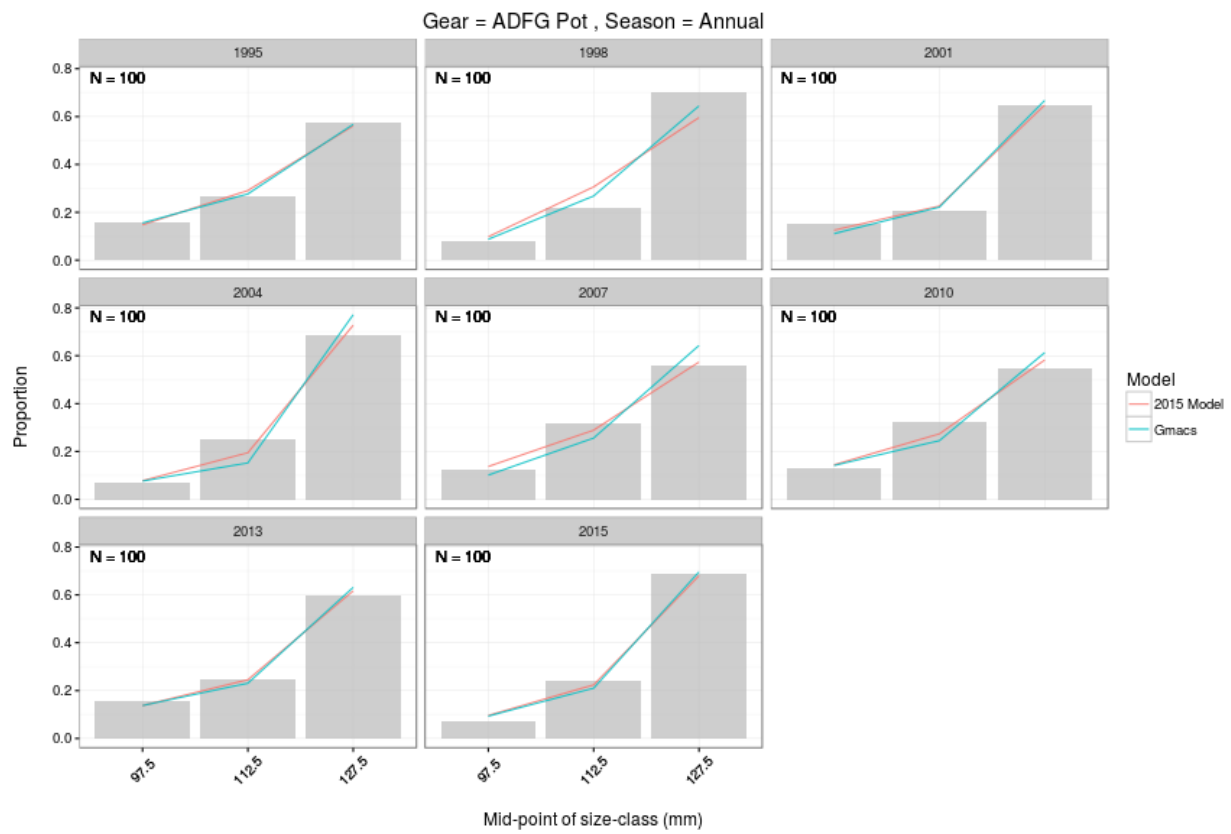 Gear = ADFG Pot , Season = Annual
1995
1998
2001
0.8
0.6
0.4
0.2
0.0
N = 100
N = 100
N = 100
2004
2007
2010
0.8
0.6
0.4
0.2
0.0
N = 100
N = 100
N = 100
2013
2015
0.8
0.6
0.4
0.2
0.0
N = 100
N = 100
97.5
112.5
127.5
97.5
112.5
127.5
Proportion
Mid-point of size-class (mm)
Model
2015 Model
Gmacs